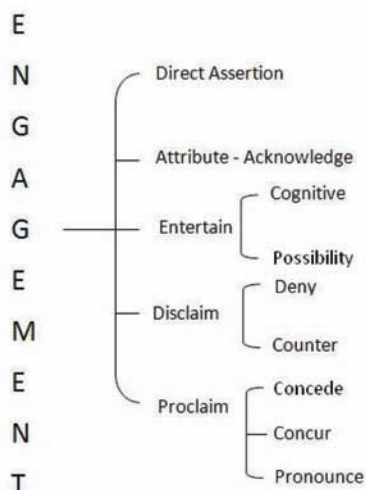 E
N
G
A
G
E
M
E
N
T
Direct Assertion
Attribute - Acknowledge
Entertain
Cognitive
Possibility
Disclaim
Deny
Counter
Proclaim
Concede
Concur
Pronounce